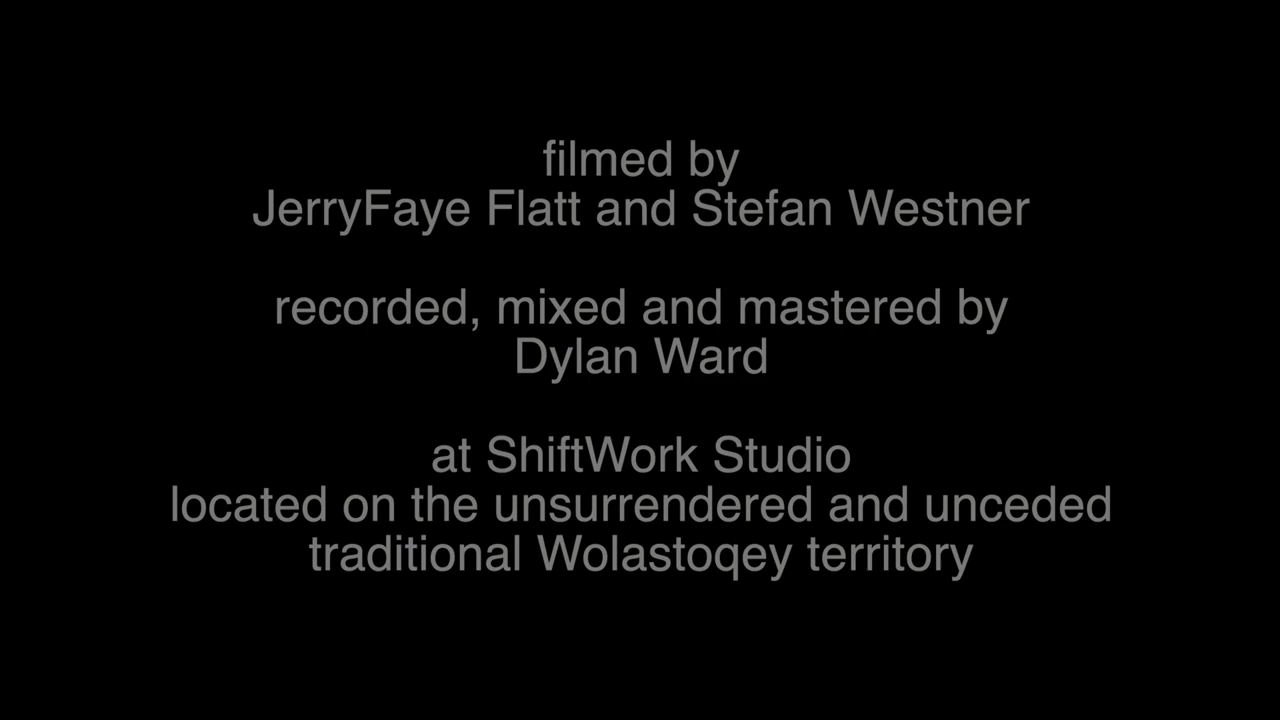 filmed by
JerryFaye Flatt and Stefan Westner
recorded, mixed and mastered by
Dylan Ward
at ShiftWork Studio
located on the unsurrendered and unceded
traditional Wolastoqey territory